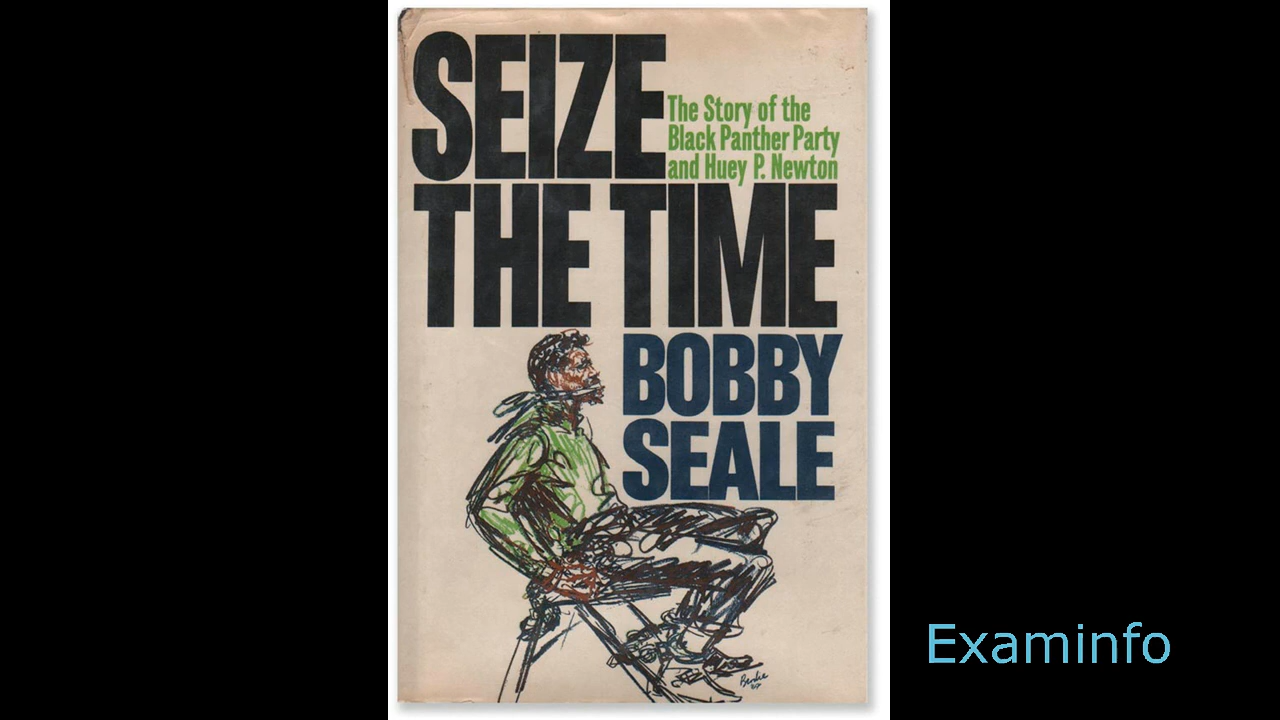 SEIZE
The Story of the
Black Panther Party
and Huey P. Newton
THE TIME
BOBBY
SEALE
Examinfo